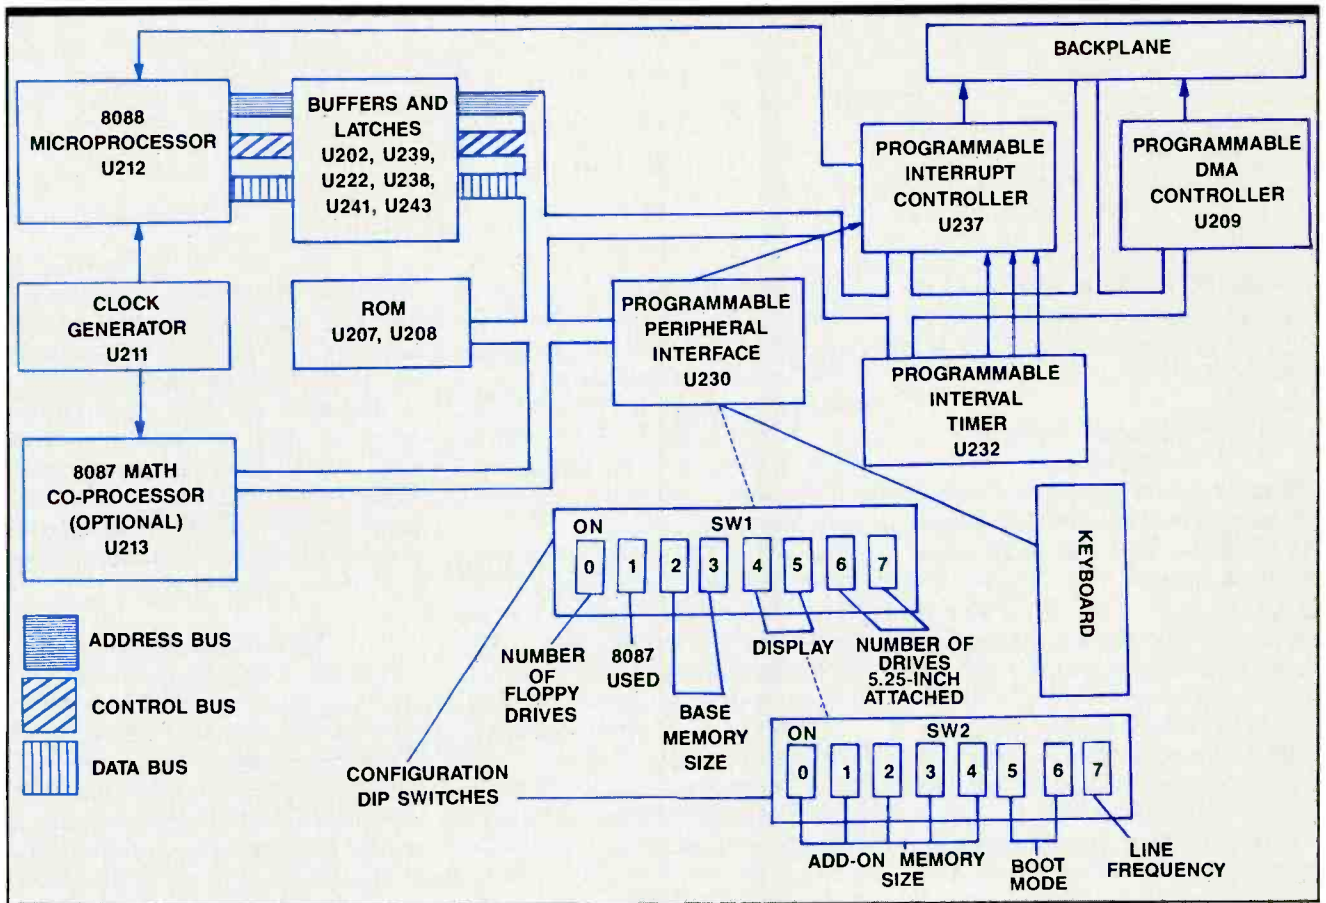 BACKPLANE
8088
MICROPROCESSOR
U212
BUFFERS AND
LATCHES
U202, U239,
U222, U238,
U241, U243
PROGRAMMABLE
INTERRUPT
CONTROLLER
U237
PROGRAMMABLE
DMA
CONTROLLER
U209
CLOCK
GENERATOR
U211
ROM
U207, U208
PROGRAMMABLE
PERIPHERAL
INTERFACE
U230
PROGRAMMABLE
INTERVAL
TIMER
U232
8087 MATH
CO-PROCESSOR
(OPTIONAL)
U213
KEYBOARD
ON SW1
0 1 2 3 4 5 6 7
NUMBER
OF
FLOPPY
DRIVES
8087
USED
BASE
MEMORY
SIZE
DISPLAY
NUMBER OF
DRIVES
5.25-INCH
ATTACHED
ADDRESS BUS
CONTROL BUS
DATA BUS
CONFIGURATION
DIP SWITCHES
ON SW2
0 1 2 3 4 5 6 7
ADD-ON MEMORY
SIZE
BOOT
MODE
LINE
FREQUENCY